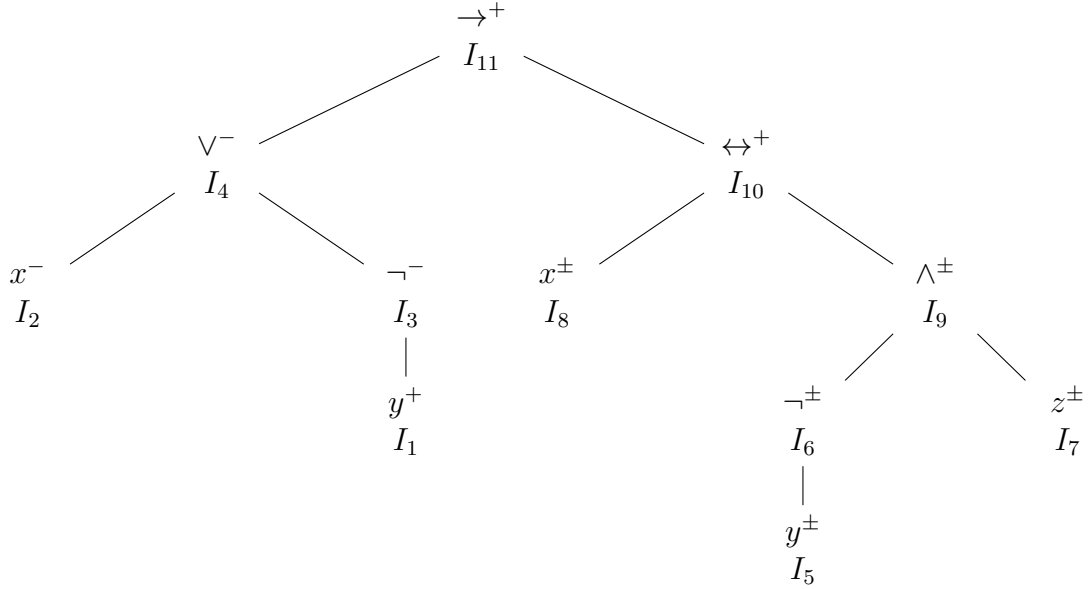 →⁺
I₁₁
∨⁻
I₄
↔⁺
I₁₀
x⁻
I₂
¬⁻
I₃
x±
I₈
∧±
I₉
y⁺
I₁
¬±
I₆
z±
I₇
y±
I₅